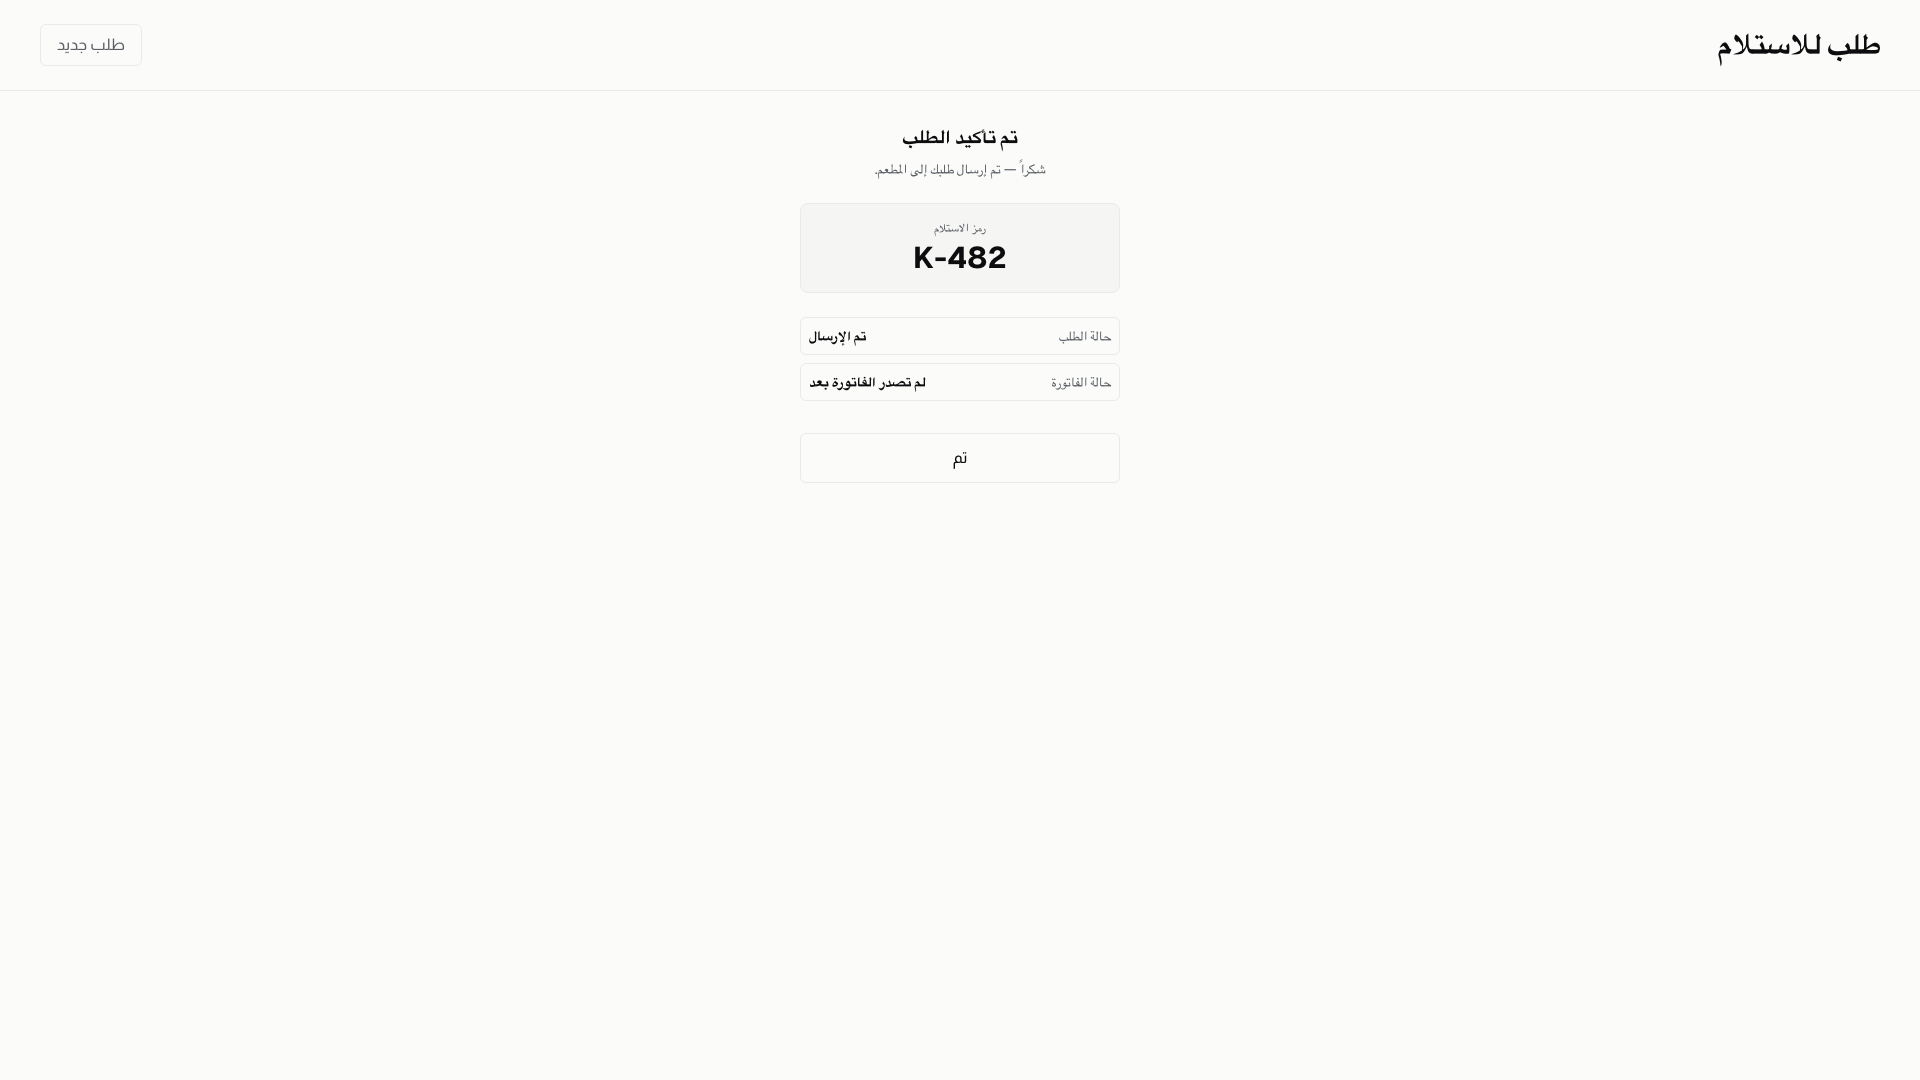 طلب للاستلام
طلب جديد
تم تأكيد الطلب
شكراً — تم إرسال طلبك إلى المطعم.
رمز الاستلام
K-482
حالة الطلب
تم الإرسال
حالة الفاتورة
لم تصدر الفاتورة بعد
تم